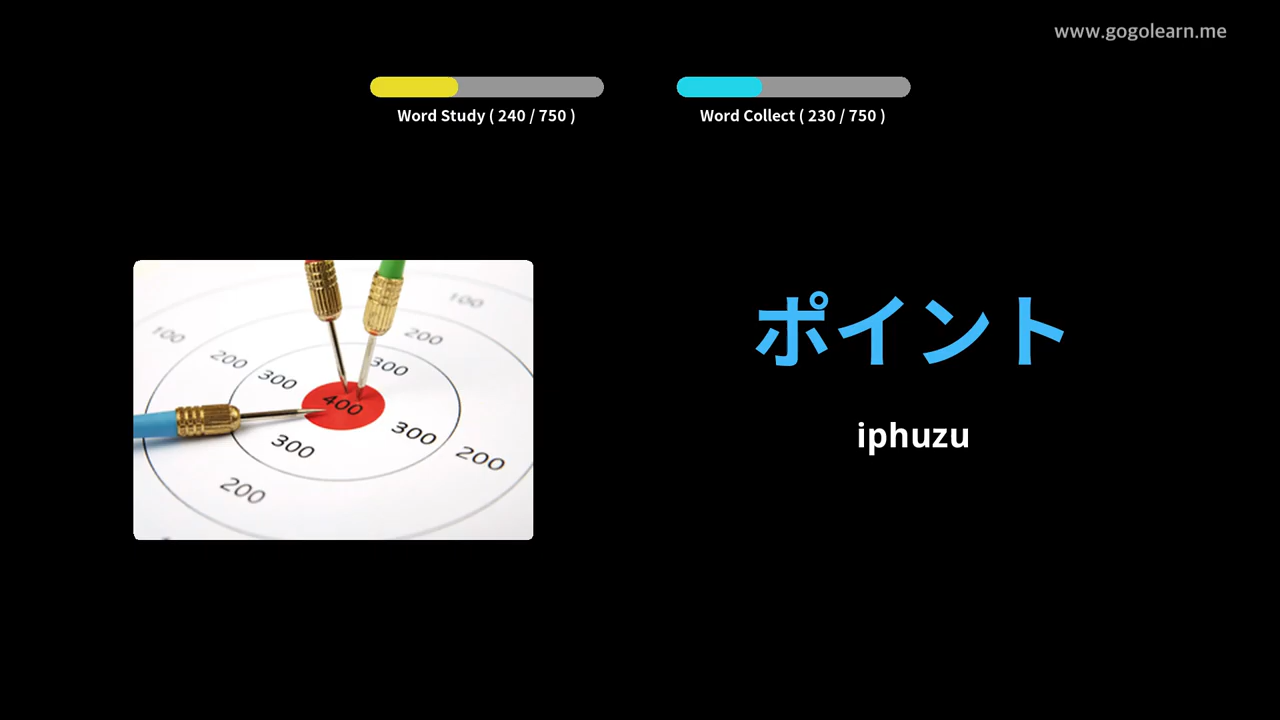 www.gogolearn.me
Word Study ( 240 / 750 )
Word Collect ( 230 / 750 )
100
100
200
200
300
300
400
300
300
200
200
ポイント
iphuzu